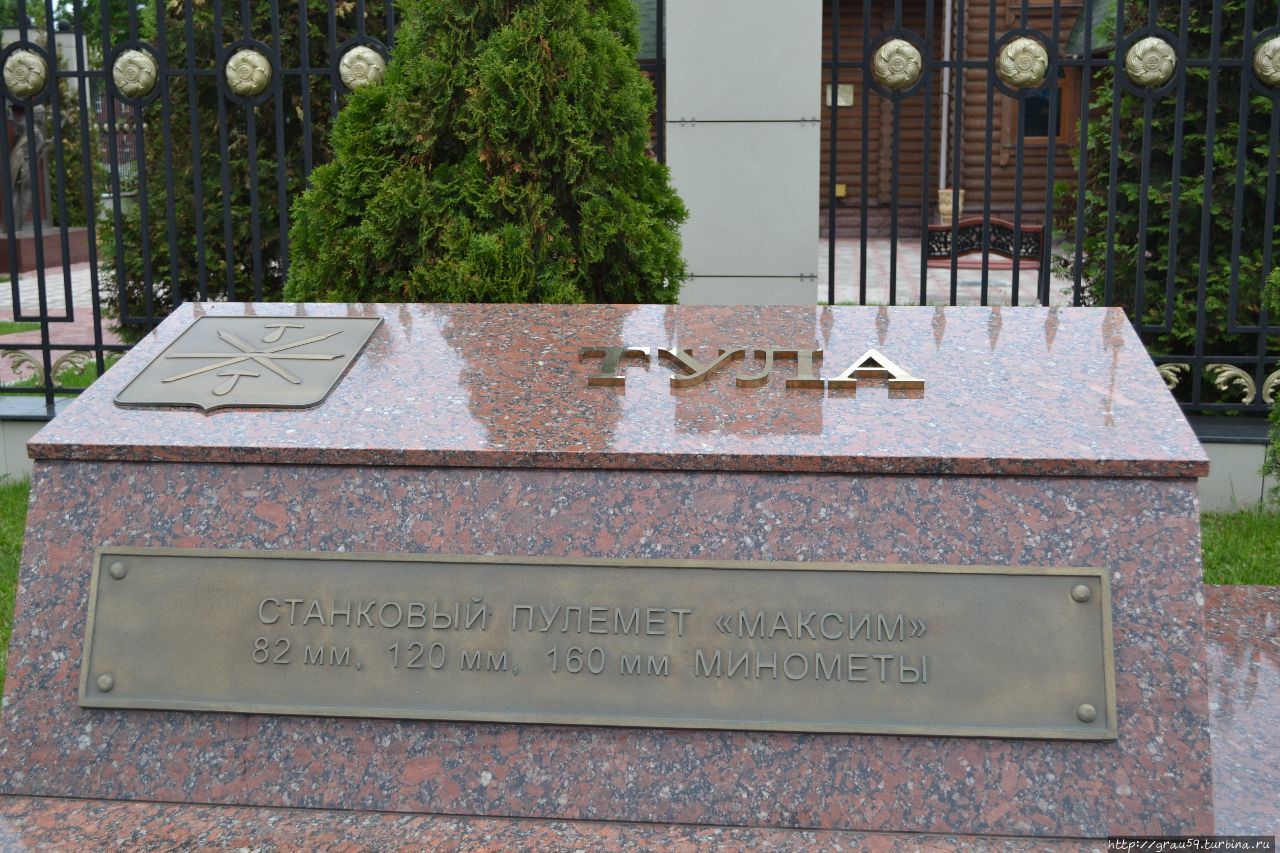 ТУЛА
СТАНКОВЫЙ ПУЛЕМЕТ «МАКСИМ»
82 мм, 120 мм, 160 мм МИНОМЕТЫ
http://grau59.turbina.ru